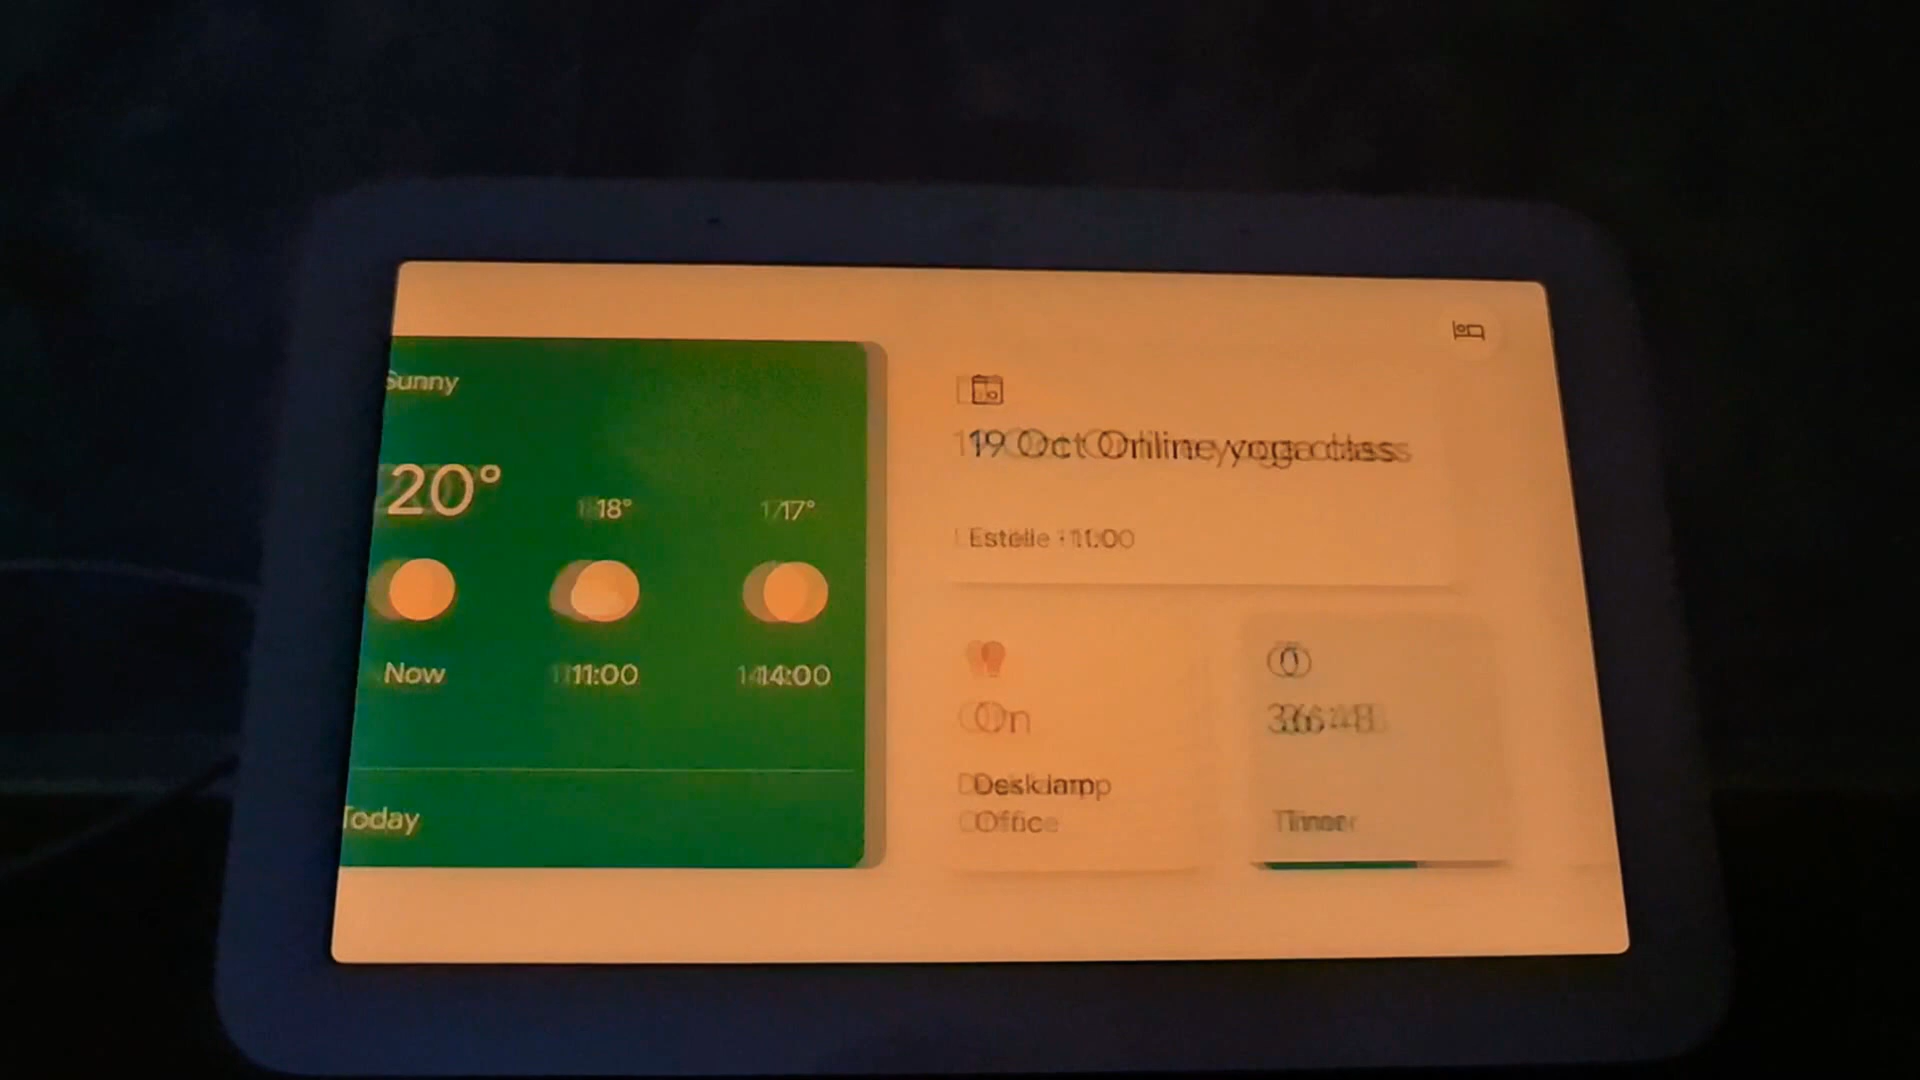 Sunny
20°
18°
17°
Now
11:00
14:00
Today
19 Oct Online yoga class
Estelle · 11:00
On
Desk lamp
Office
Timer